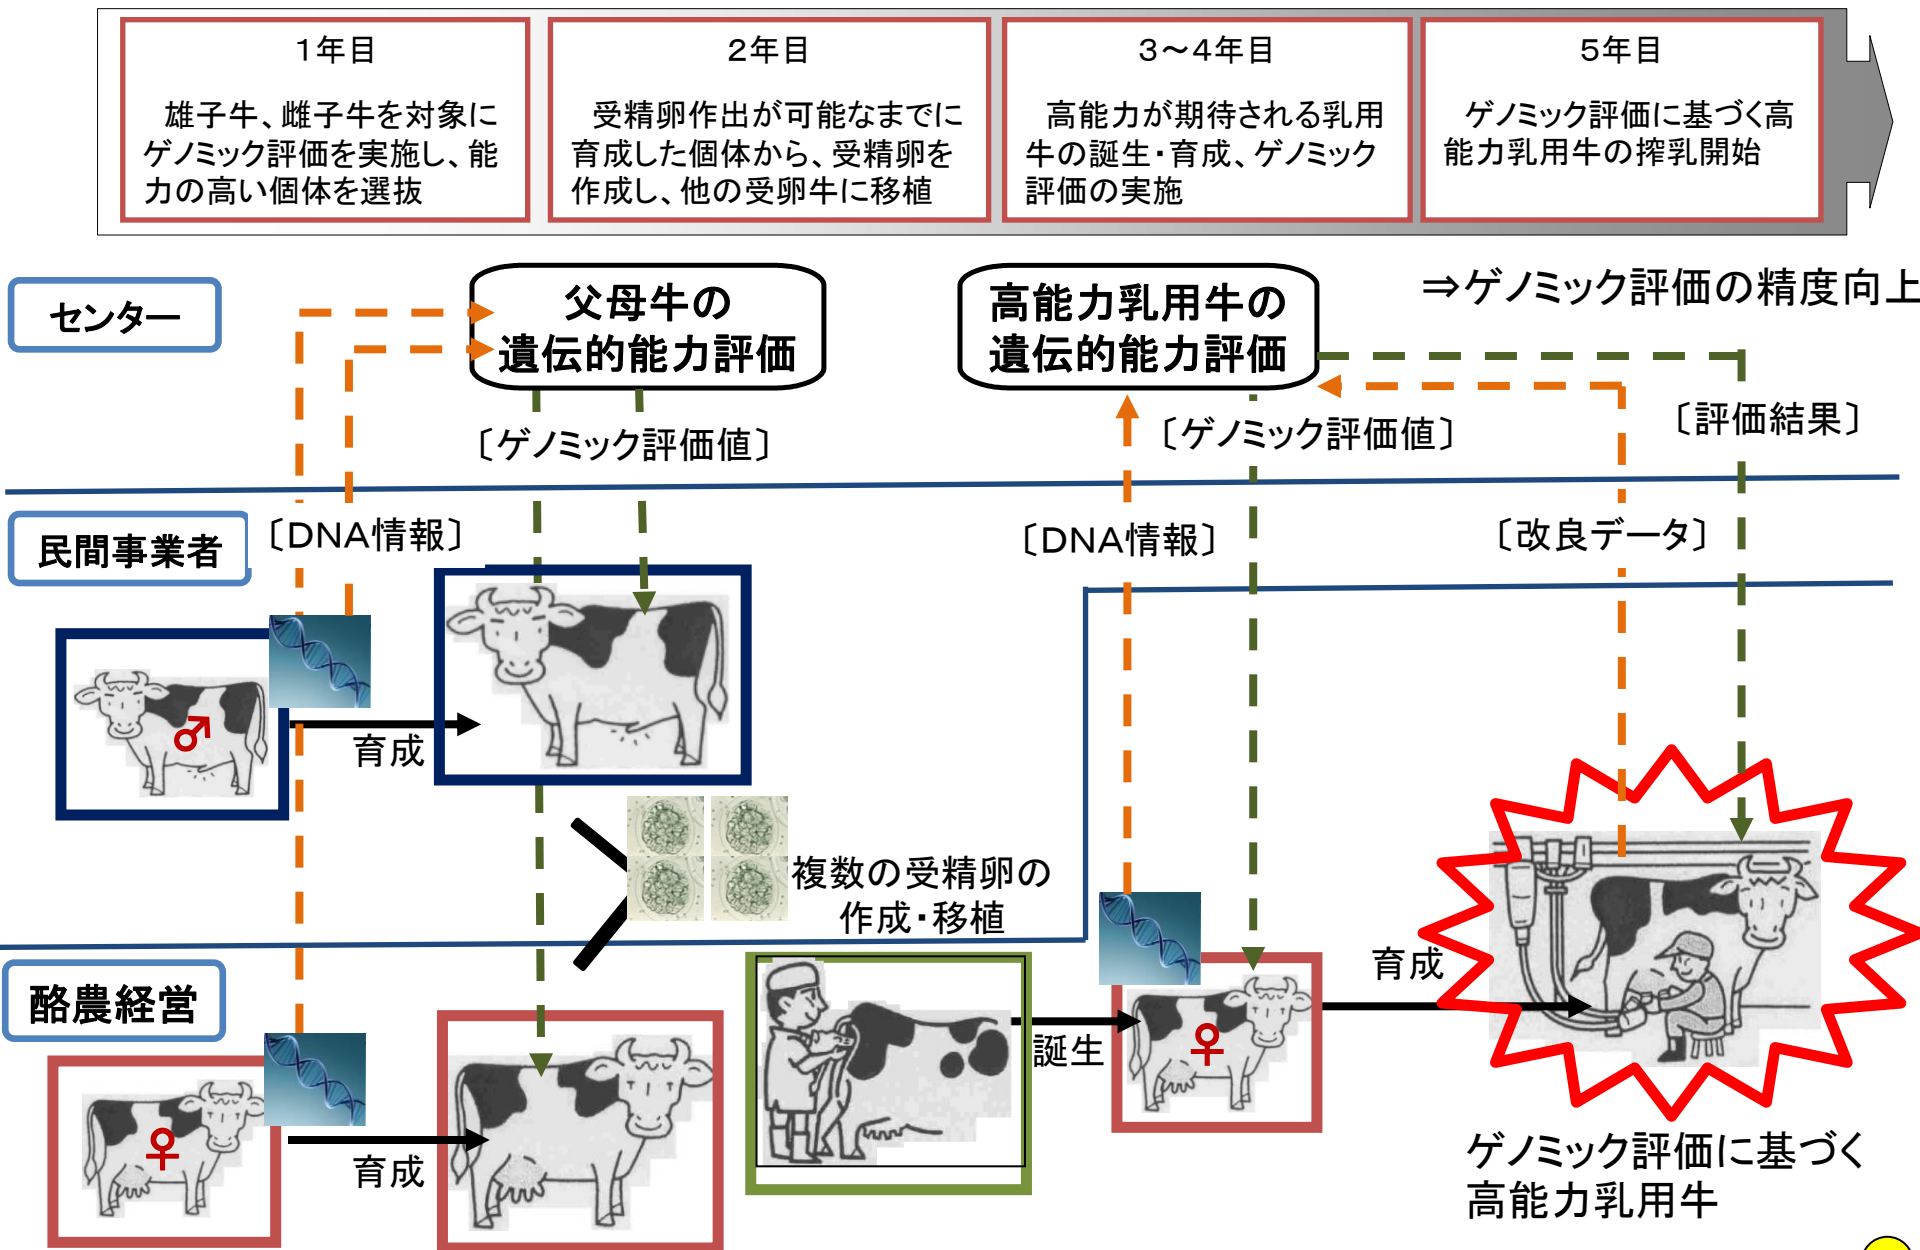 1年目
雄子牛、雌子牛を対象に
ゲノミック評価を実施し、能
力の高い個体を選抜
2年目
受精卵作出が可能なまでに
育成した個体から、受精卵を
作成し、他の受卵牛に移植
3～4年目
高能力が期待される乳用
牛の誕生・育成、ゲノミック
評価の実施
5年目
ゲノミック評価に基づく高
能力乳用牛の搾乳開始
センター
父母牛の
遺伝的能力評価
高能力乳用牛の
遺伝的能力評価
⇒ゲノミック評価の精度向上
〔ゲノミック評価値〕
〔ゲノミック評価値〕
〔評価結果〕
民間事業者
〔DNA情報〕
〔DNA情報〕
〔改良データ〕
♂
育成
複数の受精卵の
作成・移植
酪農経営
♀
育成
誕生
♀
育成
ゲノミック評価に基づく
高能力乳用牛